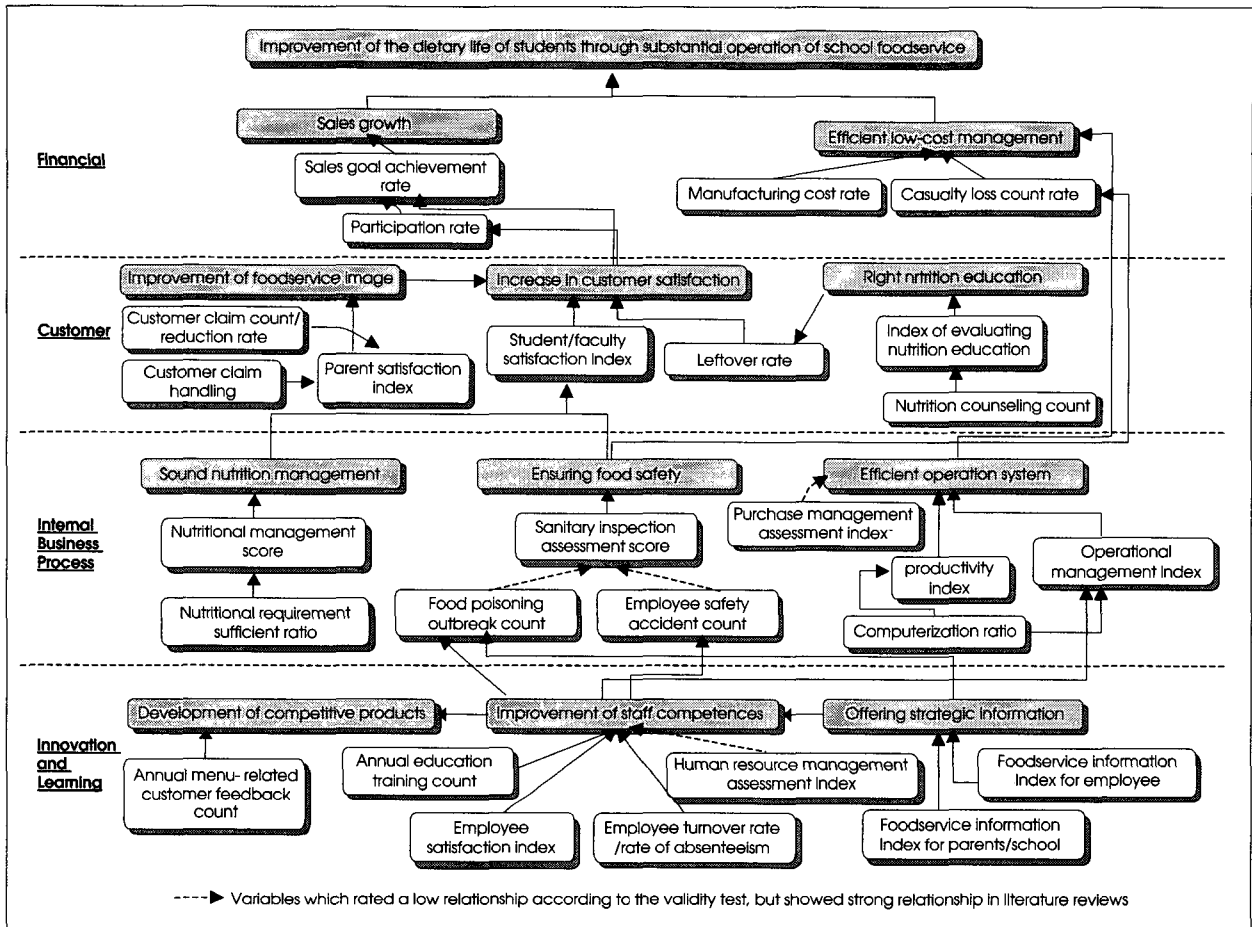 Improvement of the dietary life of students through substantial operation of school foodservice
Sales growth
Efficient low-cost management
Financial
Sales goal achievement
rate
Manufacturing cost rate
Casualty loss count rate
Participation rate
Improvement of foodservice image
Increase in customer satisfaction
Right nrtrition education
Customer
Customer claim count/
reduction rate
Student/faculty
satisfaction index
Leftover rate
Index of evaluating
nutrition education
Customer claim
handling
Parent satisfaction
index
Nutrition counseling count
Sound nutrition management
Ensuring food safety
Efficient operation system
Internal
Business
Process
Nutritional management
score
Sanitary inspection
assessment score
Purchase management
assessment index
productivity
index
Operational
management index
Nutritional requirement
sufficient ratio
Food poisoning
outbreak count
Employee safety
accident count
Computerization ratio
Development of competitive products
Improvement of staff competences
Offering strategic information
Innovation
and
Learning
Annual menu- related
customer feedback
count
Annual education
training count
Human resource management
assessment index
Foodservice information
index for employee
Employee
satisfaction index
Employee turnover rate
/rate of absenteeism
Foodservice information
index for parents/school
Variables which rated a low relationship according to the validity test, but showed strong relationship in literature reviews